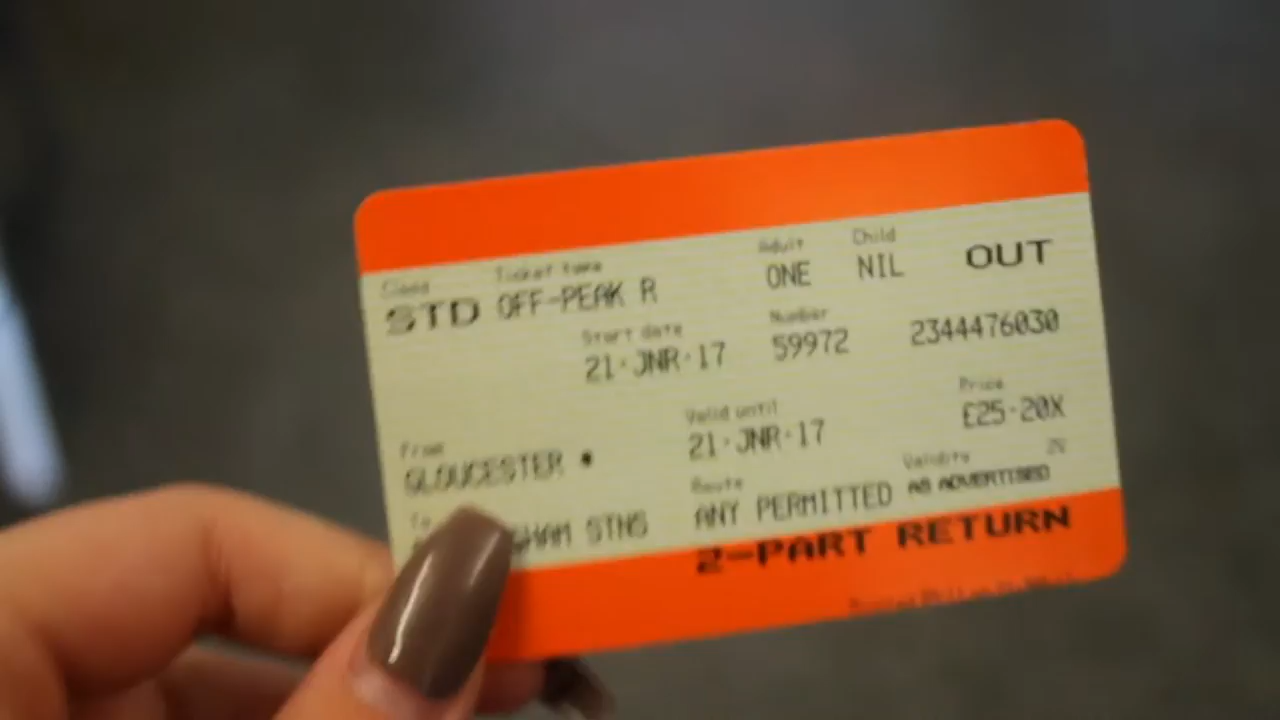 Class Ticket type Adult Child
STD OFF-PEAK R ONE NIL OUT
Start date Number
21·JNR·17 59972 2344476030
Valid until Price
From 21·JNR·17 £25·20X
GLOUCESTER * Route Validity
To ANY PERMITTED AS ADVERTISED
GHAM STNS
2-PART RETURN